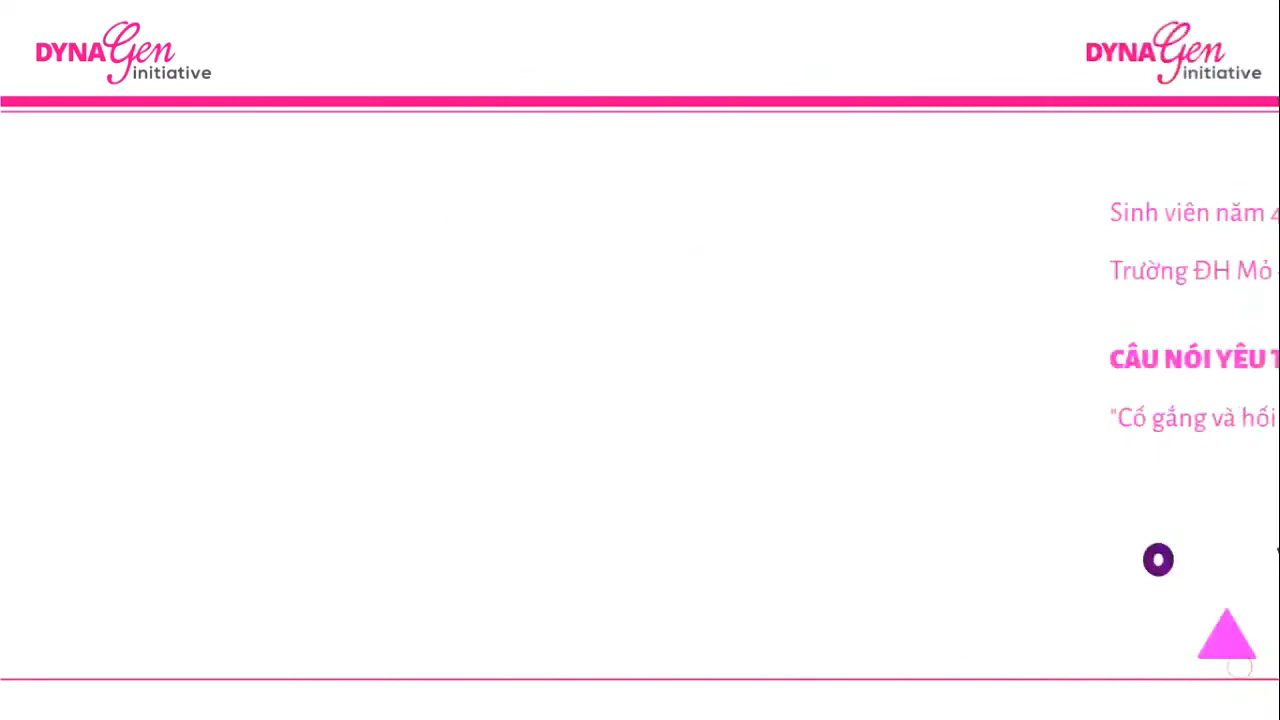 DYNAGen
initiative
DYNAGen
initiative
Sinh viên năm
Trường ĐH Mỏ
CÂU NÓI YÊU
"Cố gắng và hối